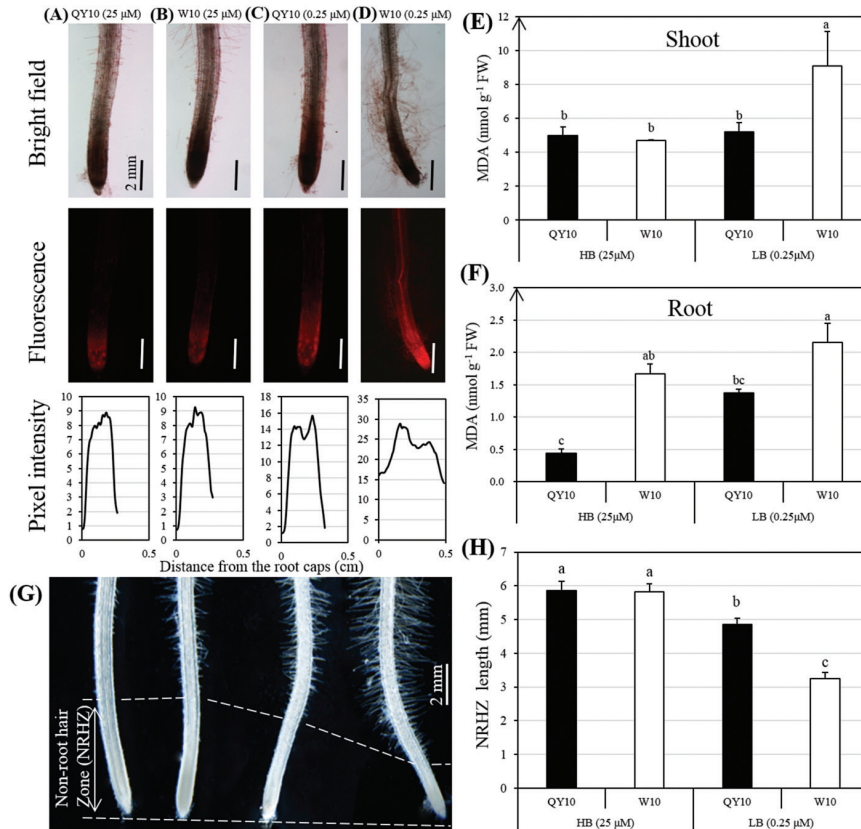 (A) QY10 (25 μM) (B) W10 (25 μM) (C) QY10 (0.25 μM) (D) W10 (0.25 μM)
Bright field
2 mm
Fluorescence
Pixel intensity
10
9
8
7
6
5
4
3
2
1
0
0 0.5
10
9
8
7
6
5
4
3
2
1
0
0 0.5
18
16
14
12
10
8
6
4
2
0
0 0.5
35
30
25
20
15
10
5
0
0 0.5
Distance from the root caps (cm)
(E)
Shoot
MDA (nmol g⁻¹ FW)
12
10
8
6
4
2
0
b b b a
QY10 W10 QY10 W10
HB (25μM) LB (0.25μM)
(F)
Root
MDA (nmol g⁻¹ FW)
3.0
2.5
2.0
1.5
1.0
0.5
0.0
c ab bc a
QY10 W10 QY10 W10
HB (25μM) LB (0.25μM)
(G)
Non-root hair
Zone (NRHZ)
2 mm
(H)
NRHZ length (mm)
7
6
5
4
3
2
1
0
a a b c
QY10 W10 QY10 W10
HB (25 μM) LB (0.25 μM)